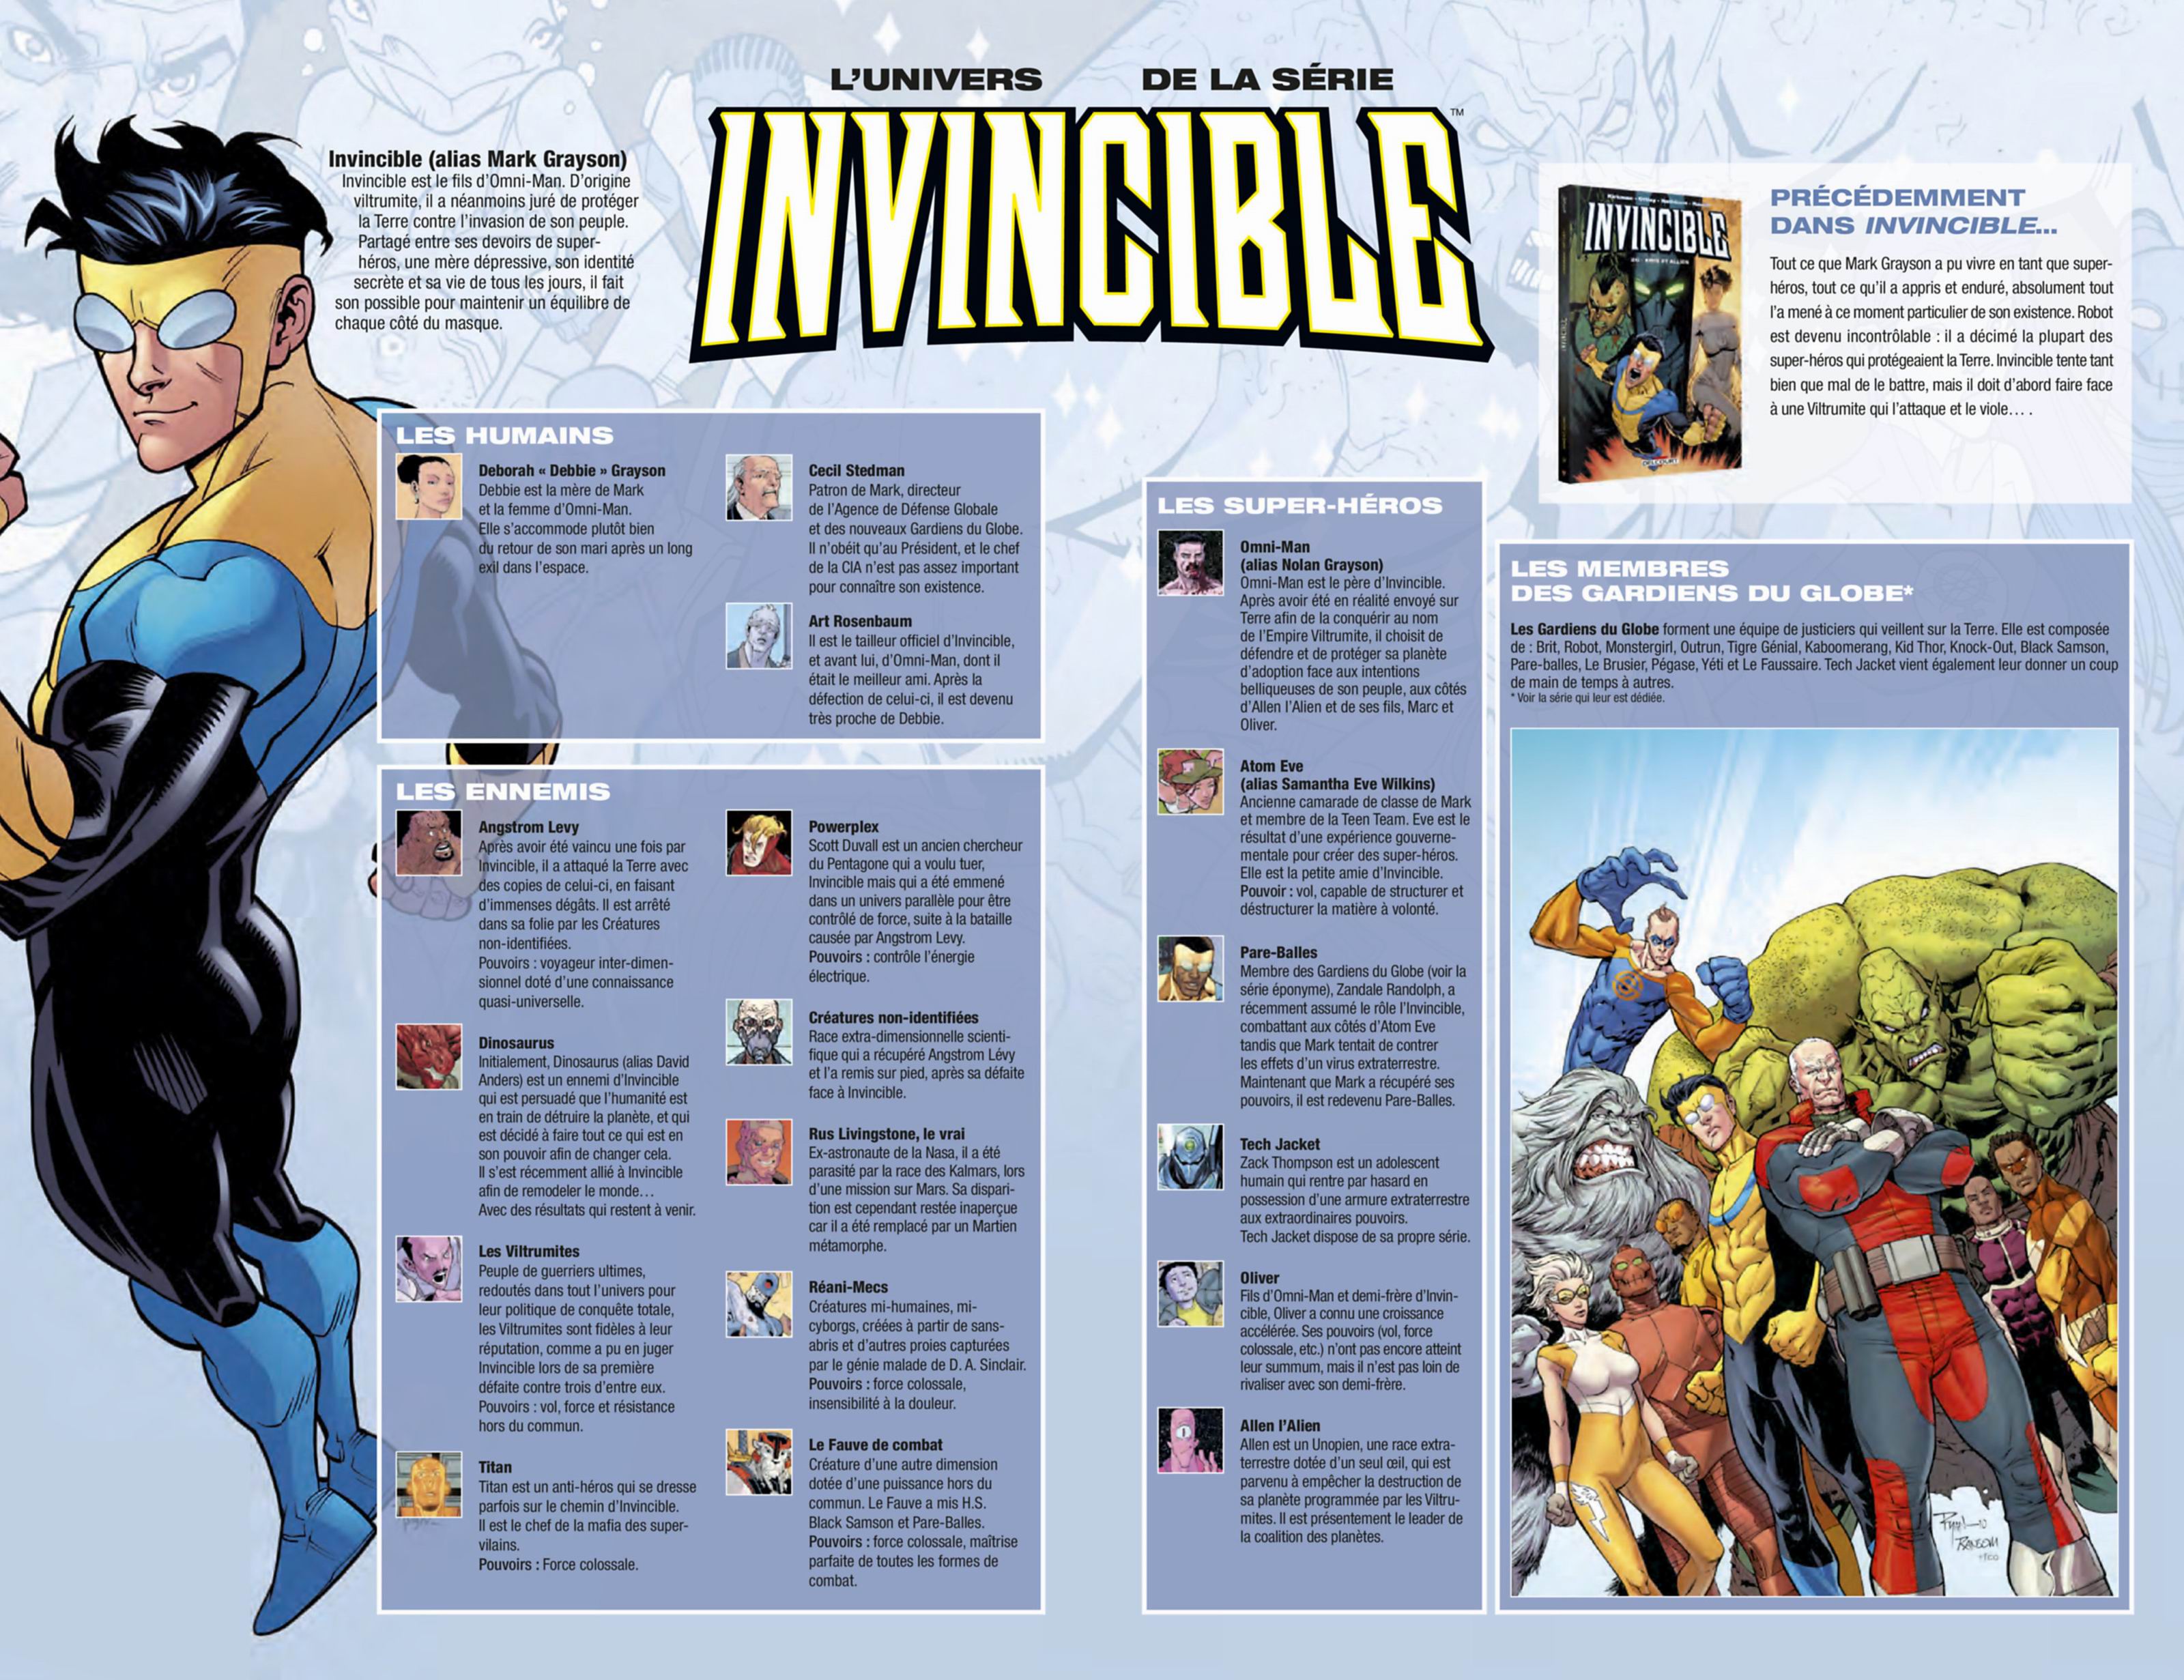 L'UNIVERS DE LA SÉRIE
INVINCIBLE
TM
Invincible (alias Mark Grayson)
Invincible est le fils d'Omni-Man. D'origine
viltrumite, il a néanmoins juré de protéger
la Terre contre l'invasion de son peuple.
Partagé entre ses devoirs de super-
héros, une mère dépressive, son identité
secrète et sa vie de tous les jours, il fait
son possible pour maintenir un équilibre de
chaque côté du masque.
INVINCIBLE
DELCOURT
PRÉCÉDEMMENT
DANS INVINCIBLE...
Tout ce que Mark Grayson a pu vivre en tant que super-
héros, tout ce qu'il a appris et enduré, absolument tout
l'a mené à ce moment particulier de son existence. Robot
est devenu incontrôlable : il a décimé la plupart des
super-héros qui protégeaient la Terre. Invincible tente tant
bien que mal de le battre, mais il doit d'abord faire face
à une Viltrumite qui l'attaque et le viole... .
LES HUMAINS
Deborah « Debbie » Grayson
Debbie est la mère de Mark
et la femme d'Omni-Man.
Elle s'accommode plutôt bien
du retour de son mari après un long
exil dans l'espace.
Cecil Stedman
Patron de Mark, directeur
de l'Agence de Défense Globale
et des nouveaux Gardiens du Globe.
Il n'obéit qu'au Président, et le chef
de la CIA n'est pas assez important
pour connaître son existence.
Art Rosenbaum
Il est le tailleur officiel d'Invincible,
et avant lui, d'Omni-Man, dont il
était le meilleur ami. Après la
défection de celui-ci, il est devenu
très proche de Debbie.
LES ENNEMIS
Angstrom Levy
Après avoir été vaincu une fois par
Invincible, il a attaqué la Terre avec
des copies de celui-ci, en faisant
d'immenses dégâts. Il est arrêté
dans sa folie par les Créatures
non-identifiées.
Pouvoirs : voyageur inter-dimen-
sionnel doté d'une connaissance
quasi-universelle.
Dinosaurus
Initialement, Dinosaurus (alias David
Anders) est un ennemi d'Invincible
qui est persuadé que l'humanité est
en train de détruire la planète, et qui
est décidé à faire tout ce qui est en
son pouvoir afin de changer cela.
Il s'est récemment allié à Invincible
afin de remodeler le monde...
Avec des résultats qui restent à venir.
Les Viltrumites
Peuple de guerriers ultimes,
redoutés dans tout l'univers pour
leur politique de conquête totale,
les Viltrumites sont fidèles à leur
réputation, comme a pu en juger
Invincible lors de sa première
défaite contre trois d'entre eux.
Pouvoirs : vol, force et résistance
hors du commun.
Titan
Titan est un anti-héros qui se dresse
parfois sur le chemin d'Invincible.
Il est le chef de la mafia des super-
vilains.
Pouvoirs : Force colossale.
Powerplex
Scott Duvall est un ancien chercheur
du Pentagone qui a voulu tuer,
Invincible mais qui a été emmené
dans un univers parallèle pour être
contrôlé de force, suite à la bataille
causée par Angstrom Levy.
Pouvoirs : contrôle l'énergie
électrique.
Créatures non-identifiées
Race extra-dimensionnelle scienti-
fique qui a récupéré Angstrom Lévy
et l'a remis sur pied, après sa défaite
face à Invincible.
Rus Livingstone, le vrai
Ex-astronaute de la Nasa, il a été
parasité par la race des Kalmars, lors
d'une mission sur Mars. Sa dispari-
tion est cependant restée inaperçue
car il a été remplacé par un Martien
métamorphe.
Réani-Mecs
Créatures mi-humaines, mi-
cyborgs, créées à partir de sans-
abris et d'autres proies capturées
par le génie malade de D. A. Sinclair.
Pouvoirs : force colossale,
insensibilité à la douleur.
Le Fauve de combat
Créature d'une autre dimension
dotée d'une puissance hors du
commun. Le Fauve a mis H.S.
Black Samson et Pare-Balles.
Pouvoirs : force colossale, maîtrise
parfaite de toutes les formes de
combat.
LES SUPER-HÉROS
Omni-Man
(alias Nolan Grayson)
Omni-Man est le père d'Invincible.
Après avoir été en réalité envoyé sur
Terre afin de la conquérir au nom
de l'Empire Viltrumite, il choisit de
défendre et de protéger sa planète
d'adoption face aux intentions
belliqueuses de son peuple, aux côtés
d'Allen l'Alien et de ses fils, Marc et
Oliver.
Atom Eve
(alias Samantha Eve Wilkins)
Ancienne camarade de classe de Mark
et membre de la Teen Team. Eve est le
résultat d'une expérience gouverne-
mentale pour créer des super-héros.
Elle est la petite amie d'Invincible.
Pouvoir : vol, capable de structurer et
déstructurer la matière à volonté.
Pare-Balles
Membre des Gardiens du Globe (voir la
série éponyme), Zandale Randolph, a
récemment assumé le rôle l'Invincible,
combattant aux côtés d'Atom Eve
tandis que Mark tentait de contrer
les effets d'un virus extraterrestre.
Maintenant que Mark a récupéré ses
pouvoirs, il est redevenu Pare-Balles.
Tech Jacket
Zack Thompson est un adolescent
humain qui rentre par hasard en
possession d'une armure extraterrestre
aux extraordinaires pouvoirs.
Tech Jacket dispose de sa propre série.
Oliver
Fils d'Omni-Man et demi-frère d'Invin-
cible, Oliver a connu une croissance
accélérée. Ses pouvoirs (vol, force
colossale, etc.) n'ont pas encore atteint
leur summum, mais il n'est pas loin de
rivaliser avec son demi-frère.
Allen l'Alien
Allen est un Unopien, une race extra-
terrestre dotée d'un seul œil, qui est
parvenu à empêcher la destruction de
sa planète programmée par les Viltru-
mites. Il est présentement le leader de
la coalition des planètes.
LES MEMBRES
DES GARDIENS DU GLOBE*
Les Gardiens du Globe forment une équipe de justiciers qui veillent sur la Terre. Elle est composée
de : Brit, Robot, Monstergirl, Outrun, Tigre Génial, Kaboomerang, Kid Thor, Knock-Out, Black Samson,
Pare-balles, Le Brusier, Pégase, Yéti et Le Faussaire. Tech Jacket vient également leur donner un coup
de main de temps à autres.
* Voir la série qui leur est dédiée.